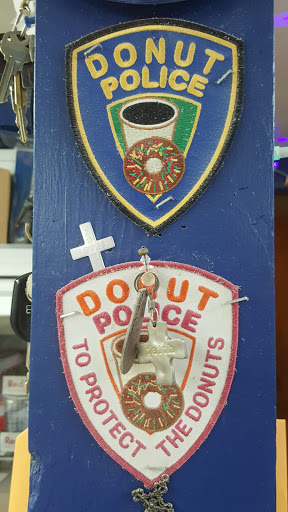 DONUT
POLICE
DONUT
POLICE
TO PROTECT THE DONUTS